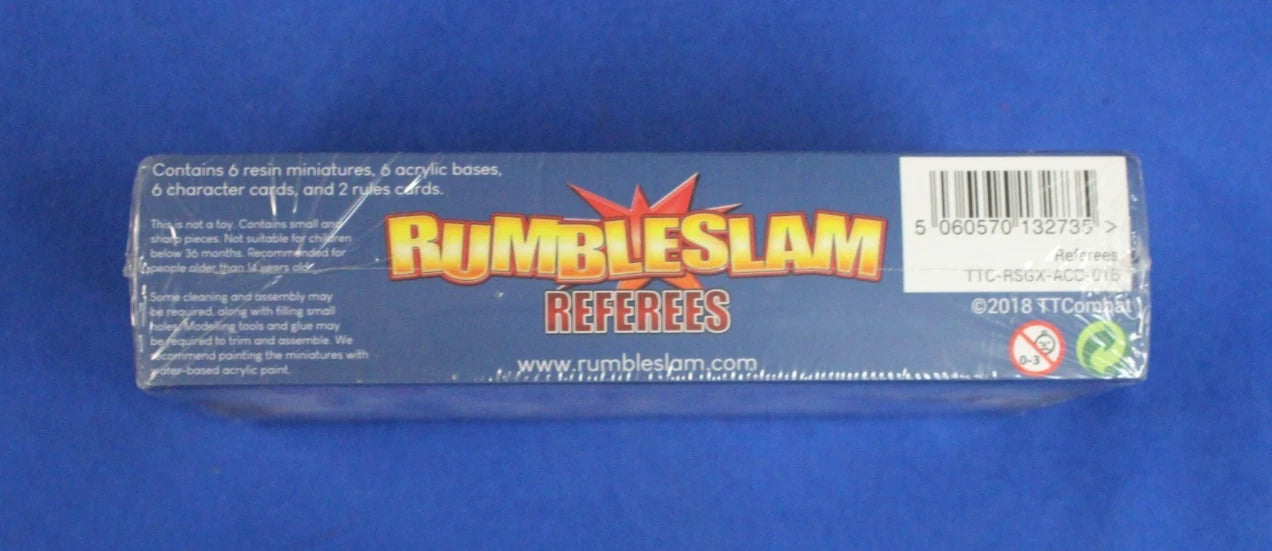 Contains 6 resin miniatures, 6 acrylic bases,
6 character cards, and 2 rules cards.
This is not a toy. Contains small and
sharp pieces. Not suitable for children
below 36 months. Recommended for
people older than 14 years old.
Some cleaning and assembly may
be required, along with filling small
holes. Modelling tools and glue may
be required to trim and assemble. We
recommend painting the miniatures with
water-based acrylic paint.
RUMBLESLAM
REFEREES
www.rumbleslam.com
5 060570 132735 >
Referees
©2018 TTCombat
0-3